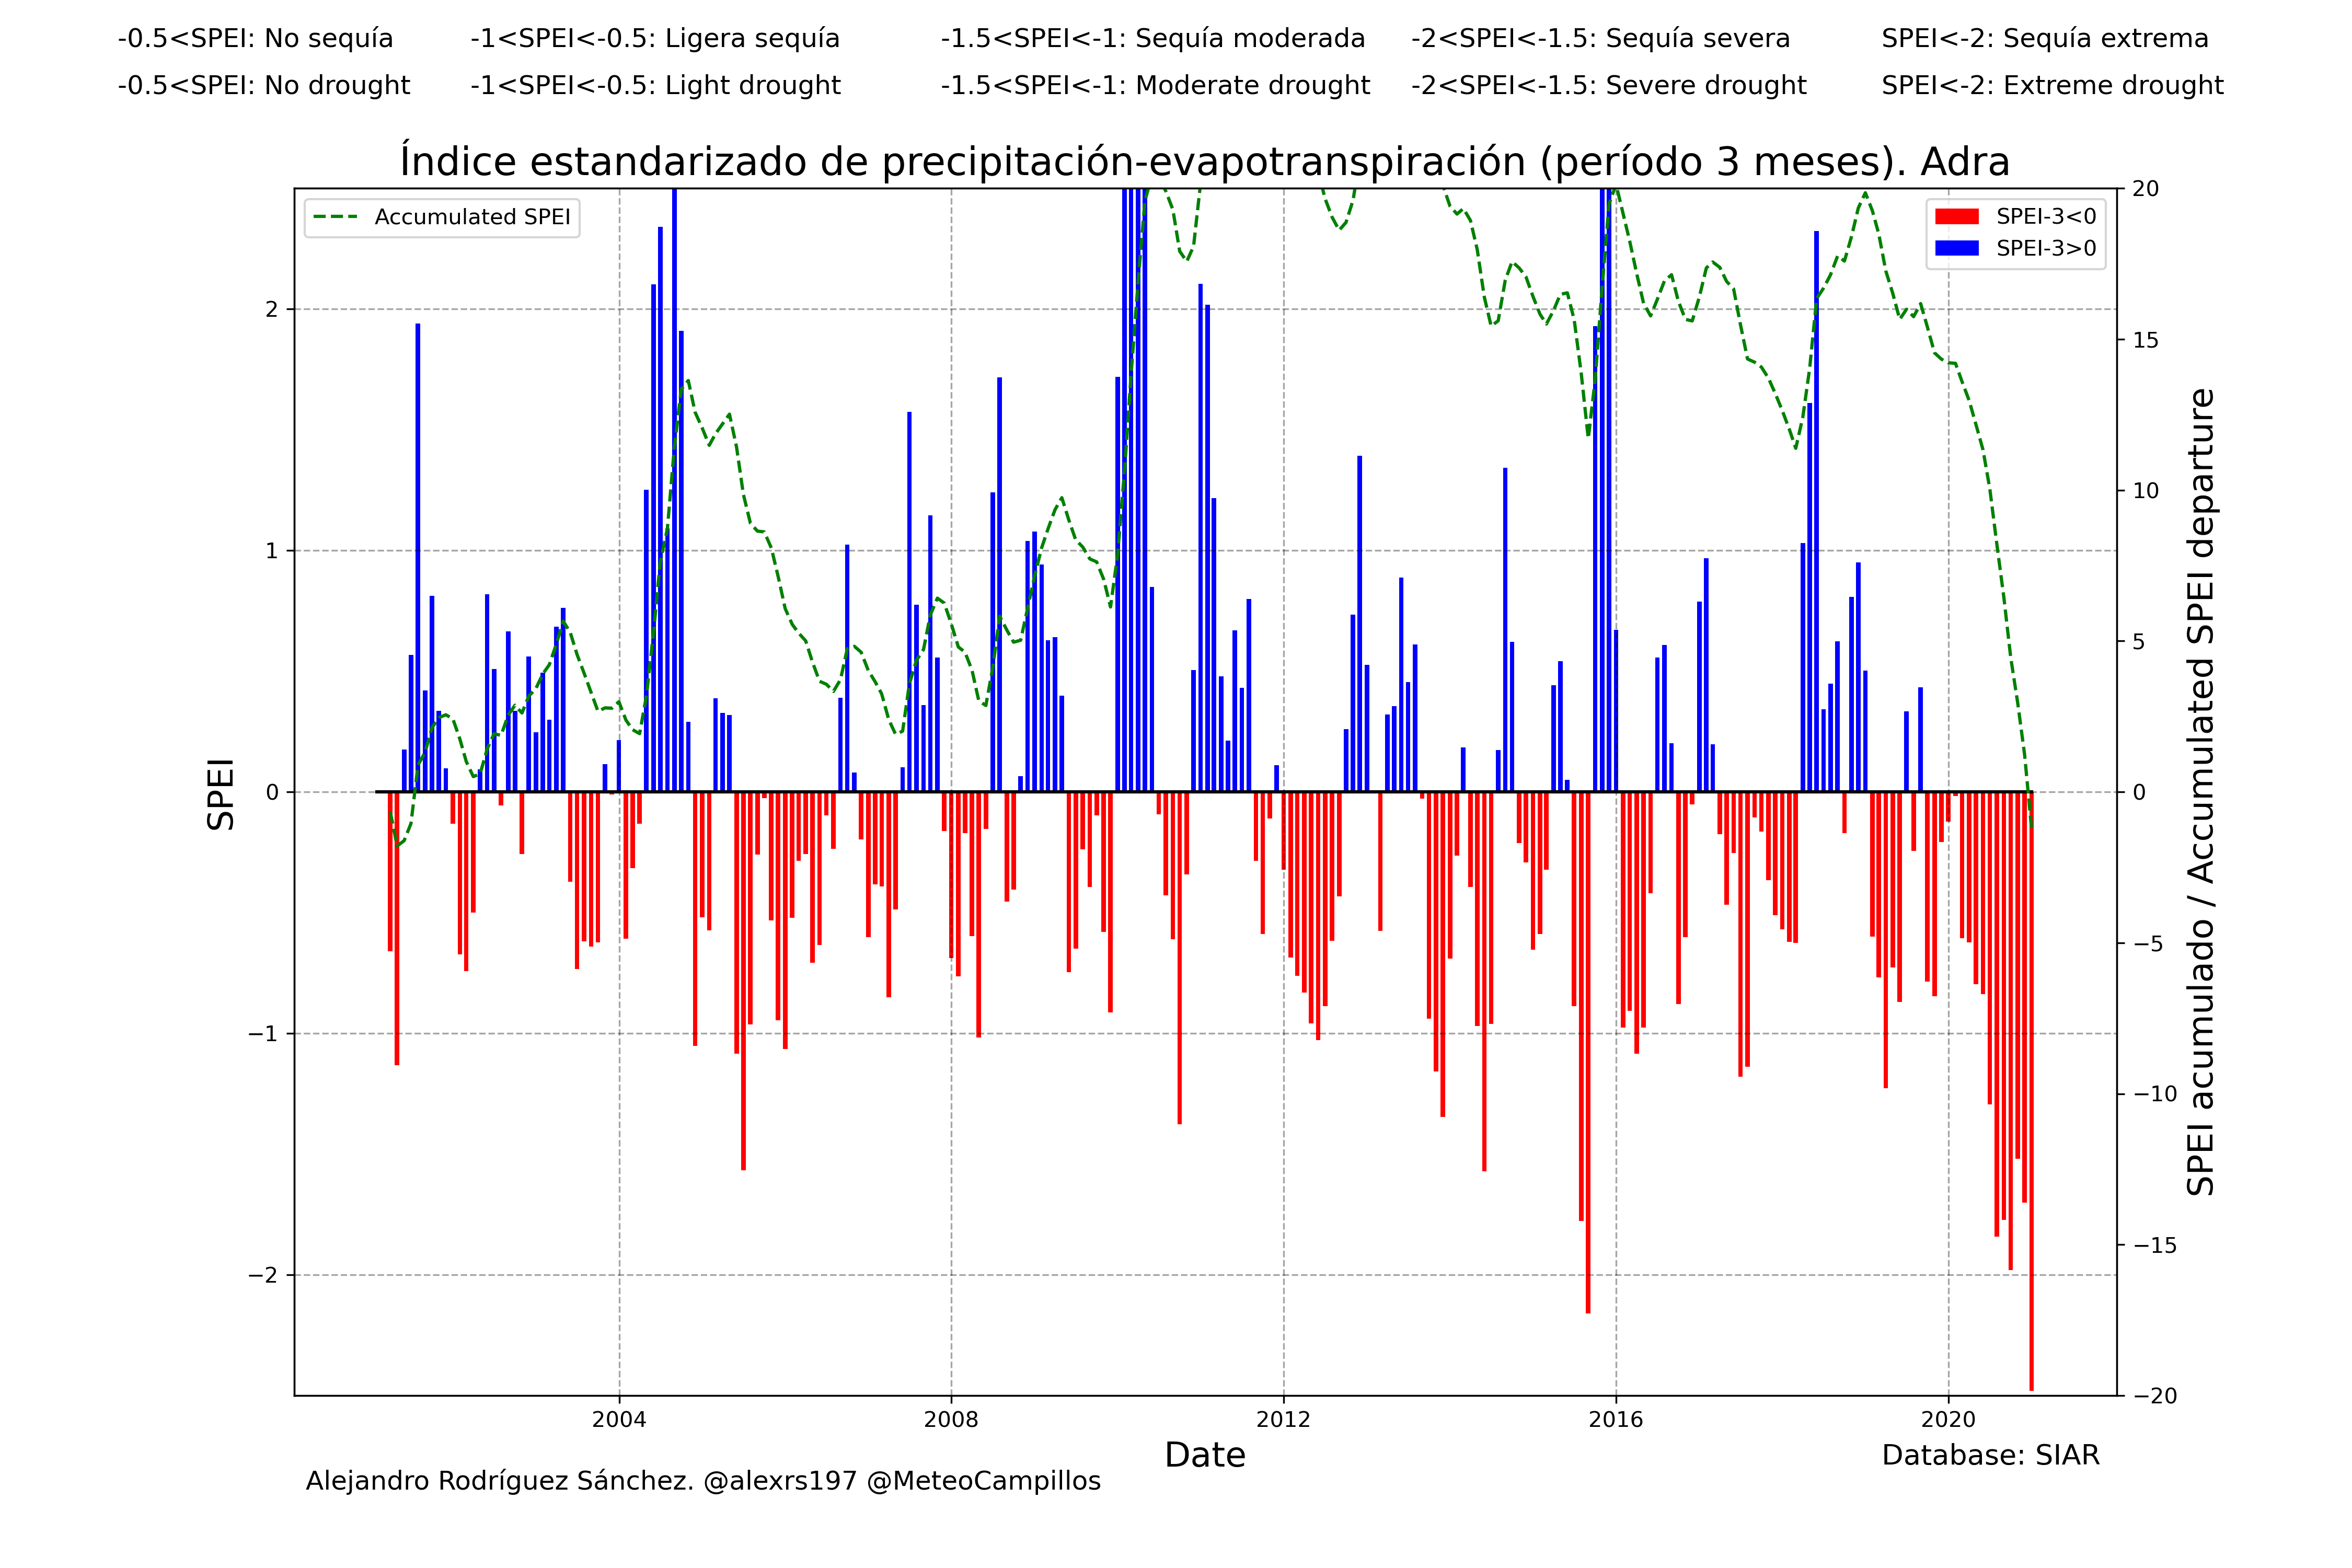 -0.5<SPEI: No sequía -1<SPEI<-0.5: Ligera sequía -1.5<SPEI<-1: Sequía moderada -2<SPEI<-1.5: Sequía severa SPEI<-2: Sequía extrema
-0.5<SPEI: No drought -1<SPEI<-0.5: Light drought -1.5<SPEI<-1: Moderate drought -2<SPEI<-1.5: Severe drought SPEI<-2: Extreme drought
Índice estandarizado de precipitación-evapotranspiración (período 3 meses). Adra
Accumulated SPEI
SPEI-3<0
SPEI-3>0
2
1
0
−1
−2
SPEI
20
15
10
5
0
−5
−10
−15
−20
SPEI acumulado / Accumulated SPEI departure
2004 2008 2012 2016 2020
Date
Database: SIAR
Alejandro Rodríguez Sánchez. @alexrs197 @MeteoCampillos